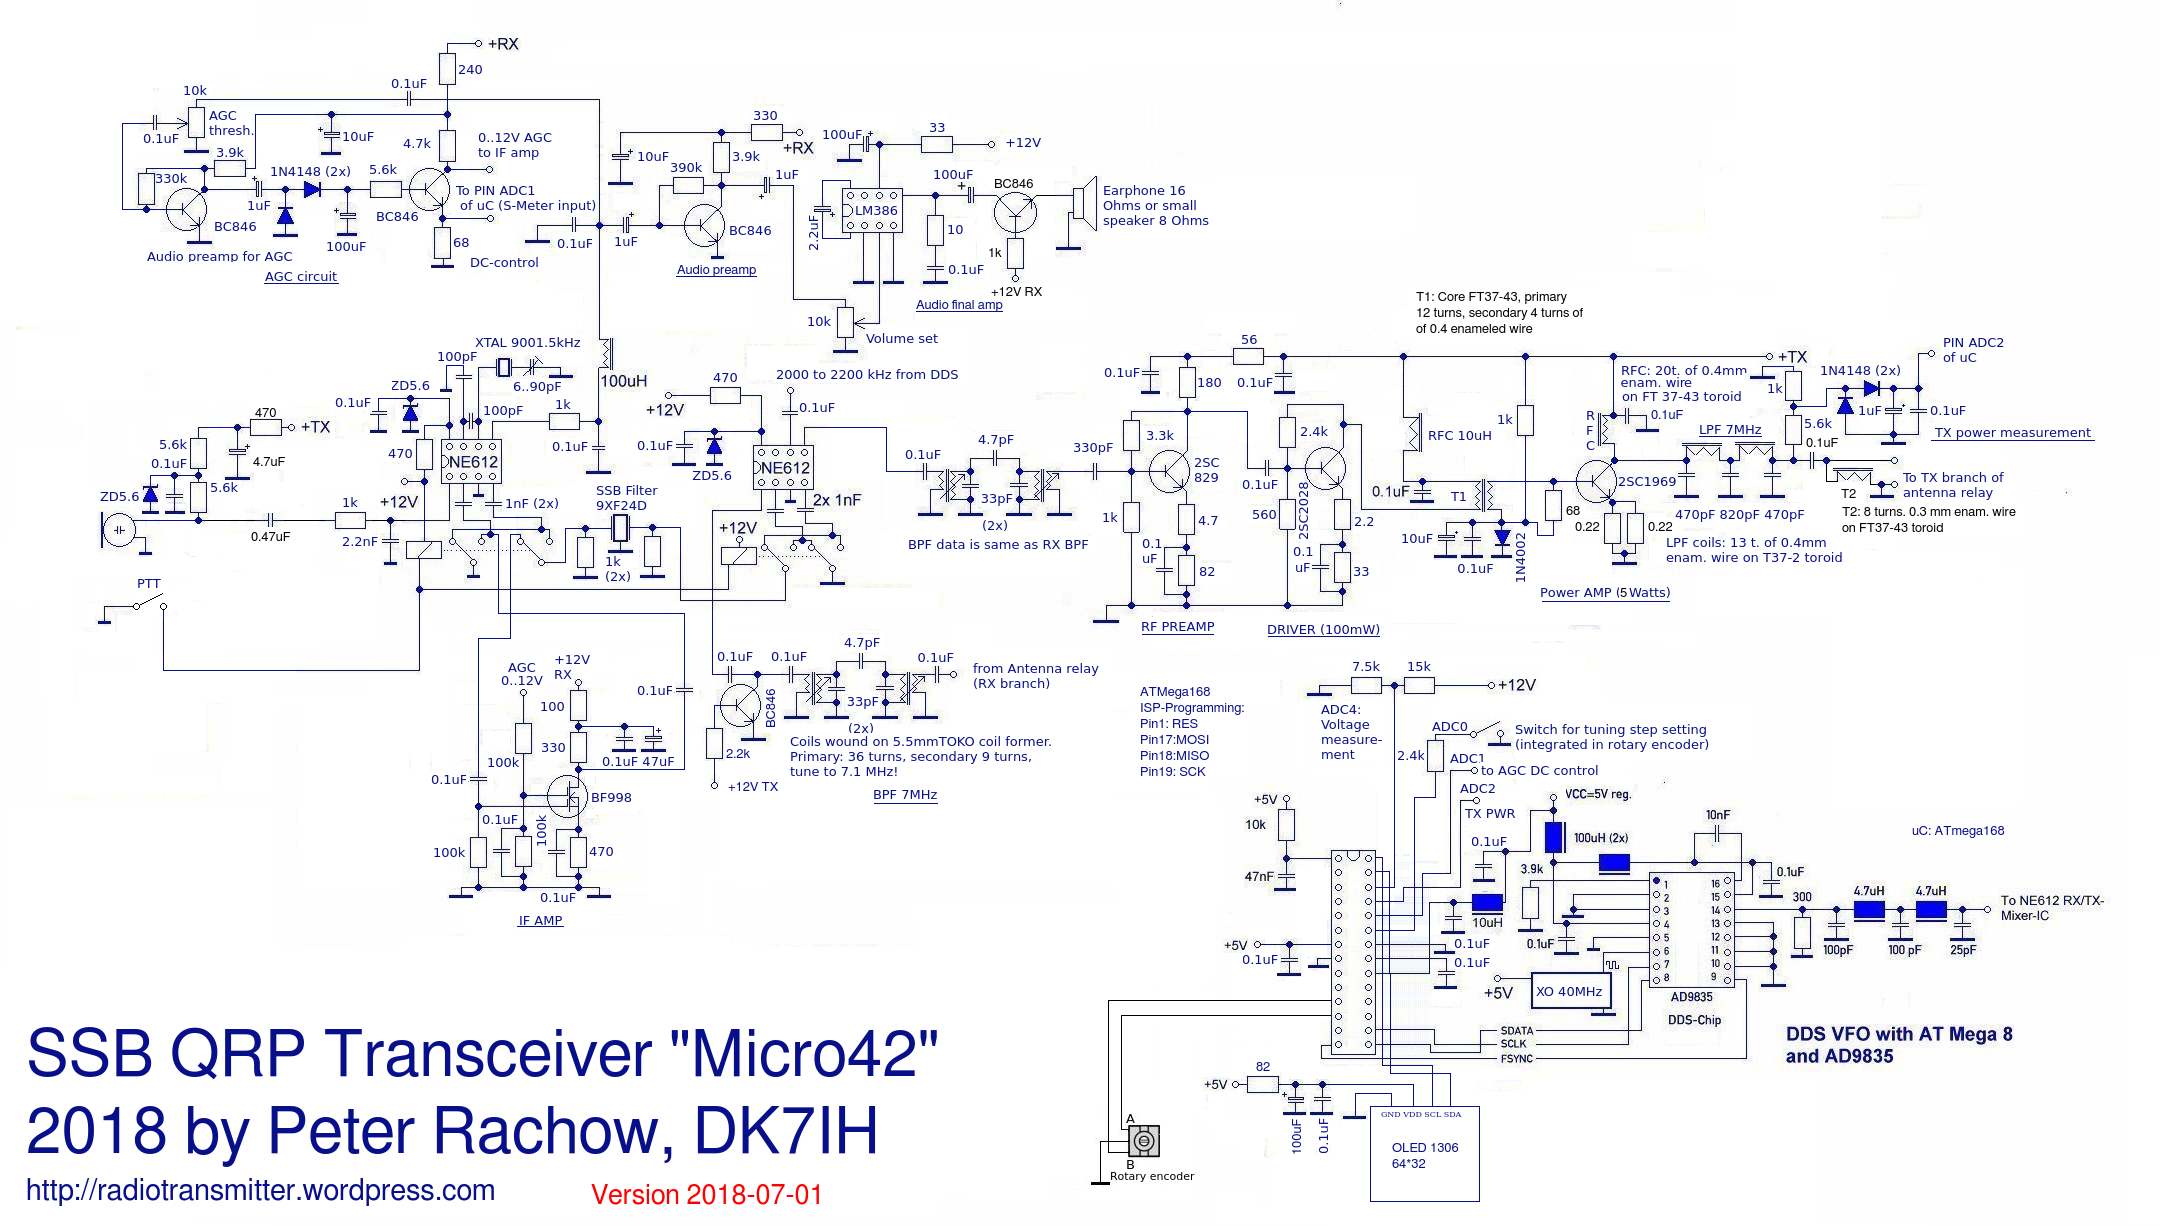 +RX
240
0.1uF
10k
AGC
thresh.
0.1uF
10uF
4.7k
0..12V AGC
to IF amp
3.9k
330k
1N4148 (2x)
5.6k
1uF
BC846
To PIN ADC1
of uC (S-Meter input)
BC846
100uF
68
DC-control
Audio preamp for AGC
AGC circuit
330
+RX
10uF
3.9k
390k
1uF
0.1uF
1uF
BC846
Audio preamp
100uF
33
+12V
100uF
+
BC846
2.2uF
LM386
10
0.1uF
1k
+12V RX
Earphone 16
Ohms or small
speaker 8 Ohms
Audio final amp
10k
Volume set
XTAL 9001.5kHz
100pF
6..90pF
100uH
ZD5.6
0.1uF
100pF
1k
0.1uF
470
+TX
5.6k
0.1uF
4.7uF
ZD5.6
5.6k
470
NE612
+12V
1nF (2x)
1k
0.47uF
2.2nF
SSB Filter
9XF24D
1k
(2x)
PTT
470
+12V
2000 to 2200 kHz from DDS
0.1uF
0.1uF
ZD5.6
NE612
2x 1nF
+12V
0.1uF
4.7pF
33pF
(2x)
BPF data is same as RX BPF
330pF
0.1uF
180
56
0.1uF
3.3k
2SC
829
1k
4.7
0.1
uF
82
RF PREAMP
2.4k
0.1uF
560
2SC2028
2.2
0.1
uF
33
DRIVER (100mW)
T1: Core FT37-43, primary
12 turns, secondary 4 turns of
of 0.4 enameled wire
+TX
RFC 10uH
1k
0.1uF
T1
10uF
0.1uF
1N4002
68
RFC: 20t. of 0.4mm
enam. wire
on FT 37-43 toroid
R
F
C
0.1uF
2SC1969
0.22
0.22
LPF 7MHz
470pF 820pF 470pF
LPF coils: 13 t. of 0.4mm
enam. wire on T37-2 toroid
Power AMP (5 Watts)
PIN ADC2
of uC
1N4148 (2x)
1k
1uF
0.1uF
5.6k
TX power measurement
0.1uF
To TX branch of
antenna relay
T2
T2: 8 turns. 0.3 mm enam. wire
on FT37-43 toroid
AGC
0..12V
+12V
RX
100
0.1uF
330
0.1uF 47uF
100k
0.1uF
BF998
0.1uF
100k
100k
470
0.1uF
IF AMP
0.1uF
0.1uF
4.7pF
0.1uF
from Antenna relay
(RX branch)
BC846
33pF
(2x)
2.2k
+12V TX
Coils wound on 5.5mmTOKO coil former.
Primary: 36 turns, secondary 9 turns,
tune to 7.1 MHz!
BPF 7MHz
ATMega168
ISP-Programming:
Pin1: RES
Pin17:MOSI
Pin18:MISO
Pin19: SCK
7.5k
15k
+12V
ADC4:
Voltage
measure-
ment
ADC0
Switch for tuning step setting
(integrated in rotary encoder)
2.4k
ADC1
to AGC DC control
ADC2
TX PWR
+5V
10k
47nF
+5V
0.1uF
VCC=5V reg.
100uH (2x)
0.1uF
3.9k
10uH
0.1uF
0.1uF
0.1uF
10nF
0.1uF
1
2
3
4
5
6
7
8
16
15
14
13
12
11
10
9
AD9835
DDS-Chip
+5V
XO 40MHz
SDATA
SCLK
FSYNC
uC: ATmega168
300
4.7uH
4.7uH
100pF
100 pF
25pF
To NE612 RX/TX-
Mixer-IC
DDS VFO with AT Mega 8
and AD9835
+5V
82
100uF
0.1uF
GND VDD SCL SDA
OLED 1306
64*32
A
B
Rotary encoder
SSB QRP Transceiver "Micro42"
2018 by Peter Rachow, DK7IH
http://radiotransmitter.wordpress.com
Version 2018-07-01